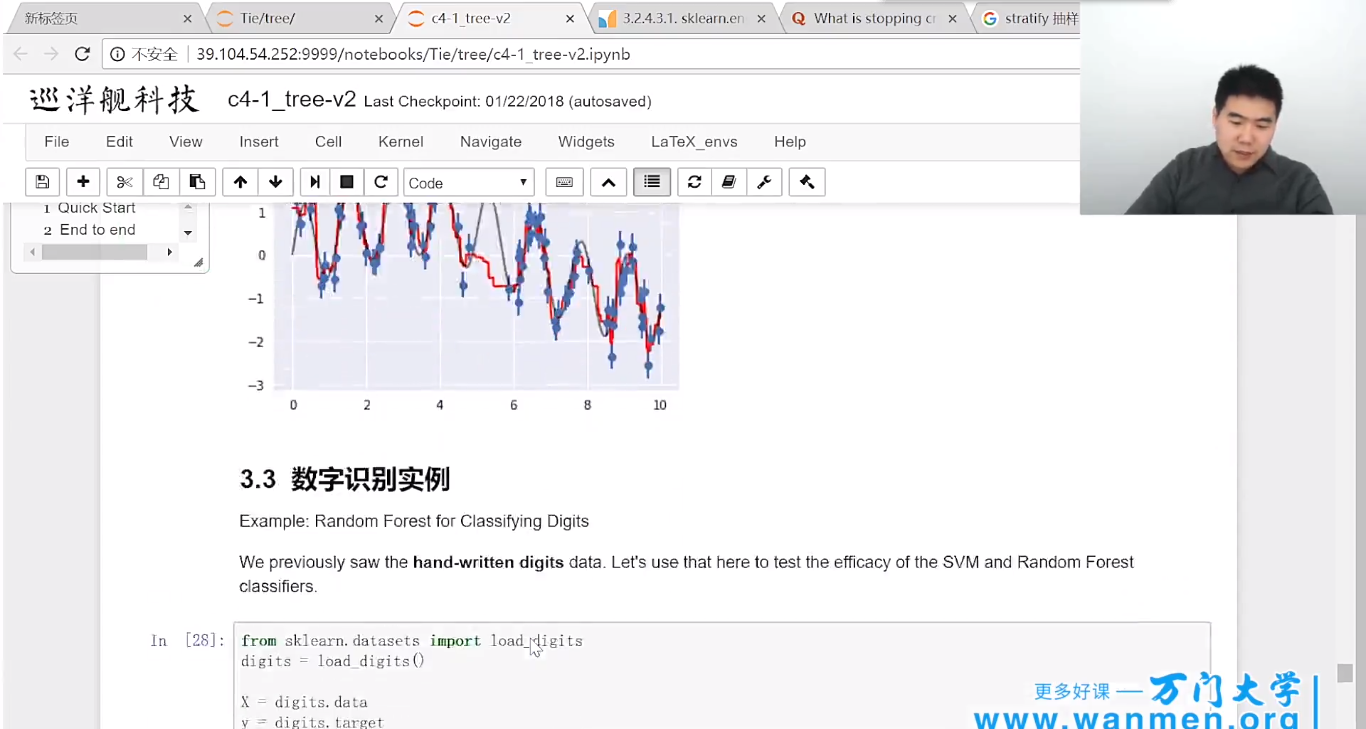 新标签页
Tie/tree/
c4-1_tree-v2
3.2.4.3.1. sklearn.en
What is stopping cr
stratify 抽样
不安全 39.104.54.252:9999/notebooks/Tie/tree/c4-1_tree-v2.ipynb
巡洋舰科技 c4-1_tree-v2 Last Checkpoint: 01/22/2018 (autosaved)
File Edit View Insert Cell Kernel Navigate Widgets LaTeX_envs Help
Code
1 Quick Start
2 End to end
1
0
−1
−2
−3
0 2 4 6 8 10
3.3 数字识别实例
Example: Random Forest for Classifying Digits
We previously saw the hand-written digits data. Let's use that here to test the efficacy of the SVM and Random Forest
classifiers.
In [28]:
from sklearn.datasets import load_digits
digits = load_digits()
X = digits.data
y = digits.target
更多好课 — 万门大学
www.wanmen.org